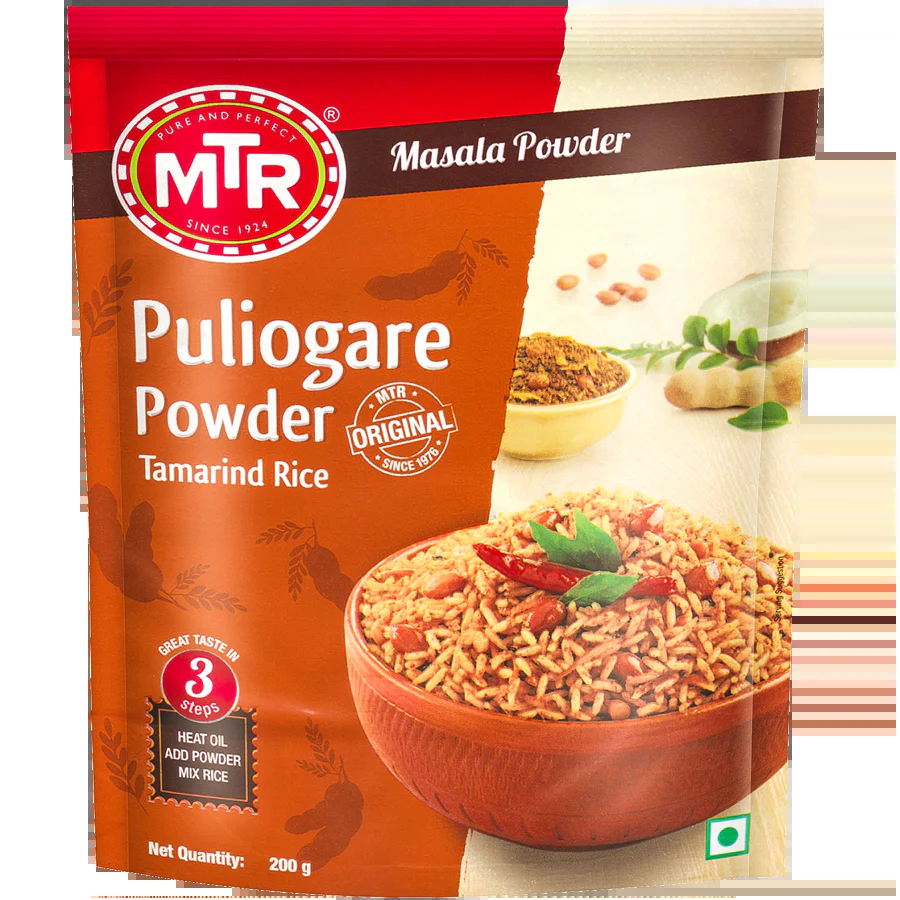 PURE AND PERFECT
MTR
®
SINCE 1924
Masala Powder
Puliogare
Powder
Tamarind Rice
MTR
ORIGINAL
SINCE 1976
GREAT TASTE IN
3
steps
HEAT OIL
ADD POWDER
MIX RICE
Serving Suggestion
Net Quantity: 200 g